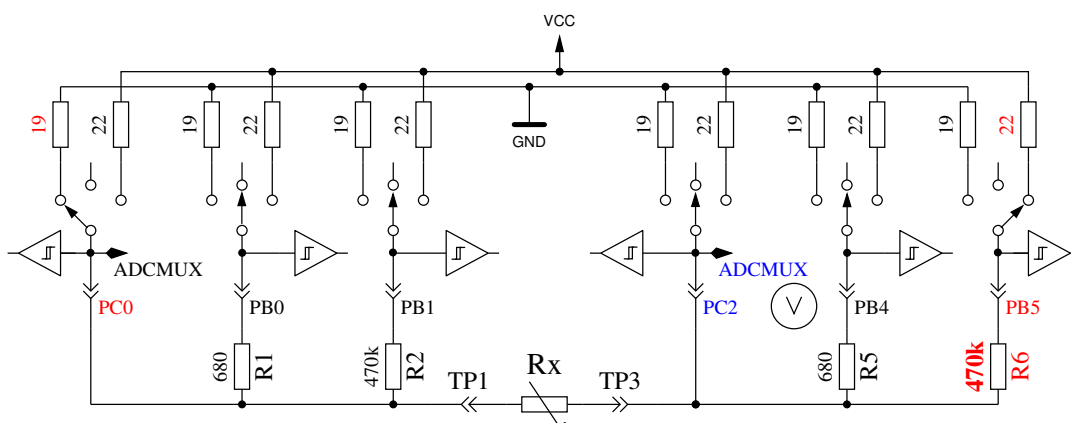 VCC
19 22 19 22 19 22 19 22 19 22 19 22
GND
ADCMUX ADCMUX
PC0 PB0 PB1 PC2 V PB4 PB5
680 R1 470k R2 680 R5 470k R6
TP1 Rx TP3